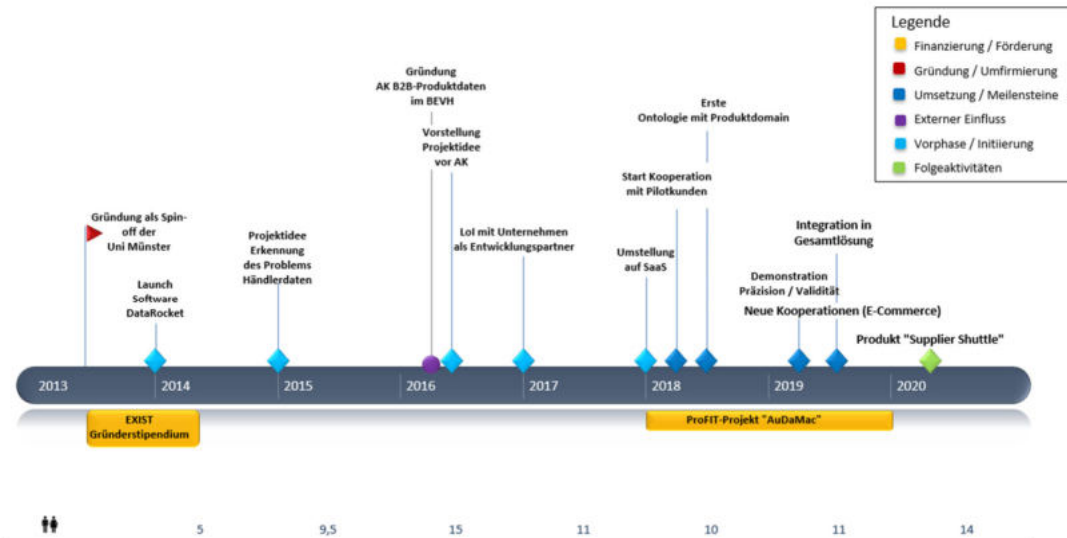 Legende
Finanzierung / Förderung
Gründung / Umfirmierung
Umsetzung / Meilensteine
Externer Einfluss
Vorphase / Initiierung
Folgeaktivitäten
Gründung
AK B2B-Produktdaten
im BEVH
Vorstellung
Projektidee
vor AK
Erste
Ontologie mit Produktdomain
Start Kooperation
mit Pilotkunden
Gründung als Spin-
off der
Uni Münster
Projektidee
Erkennung
des Problems
Händlerdaten
LoI mit Unternehmen
als Entwicklungspartner
Umstellung
auf SaaS
Integration in
Gesamtlösung
Launch
Software
DataRocket
Demonstration
Präzision / Validität
Neue Kooperationen (E-Commerce)
Produkt "Supplier Shuttle"
2013 2014 2015 2016 2017 2018 2019 2020
EXIST
Gründerstipendium
ProFIT-Projekt "AuDaMac"
5 9,5 15 11 10 11 14